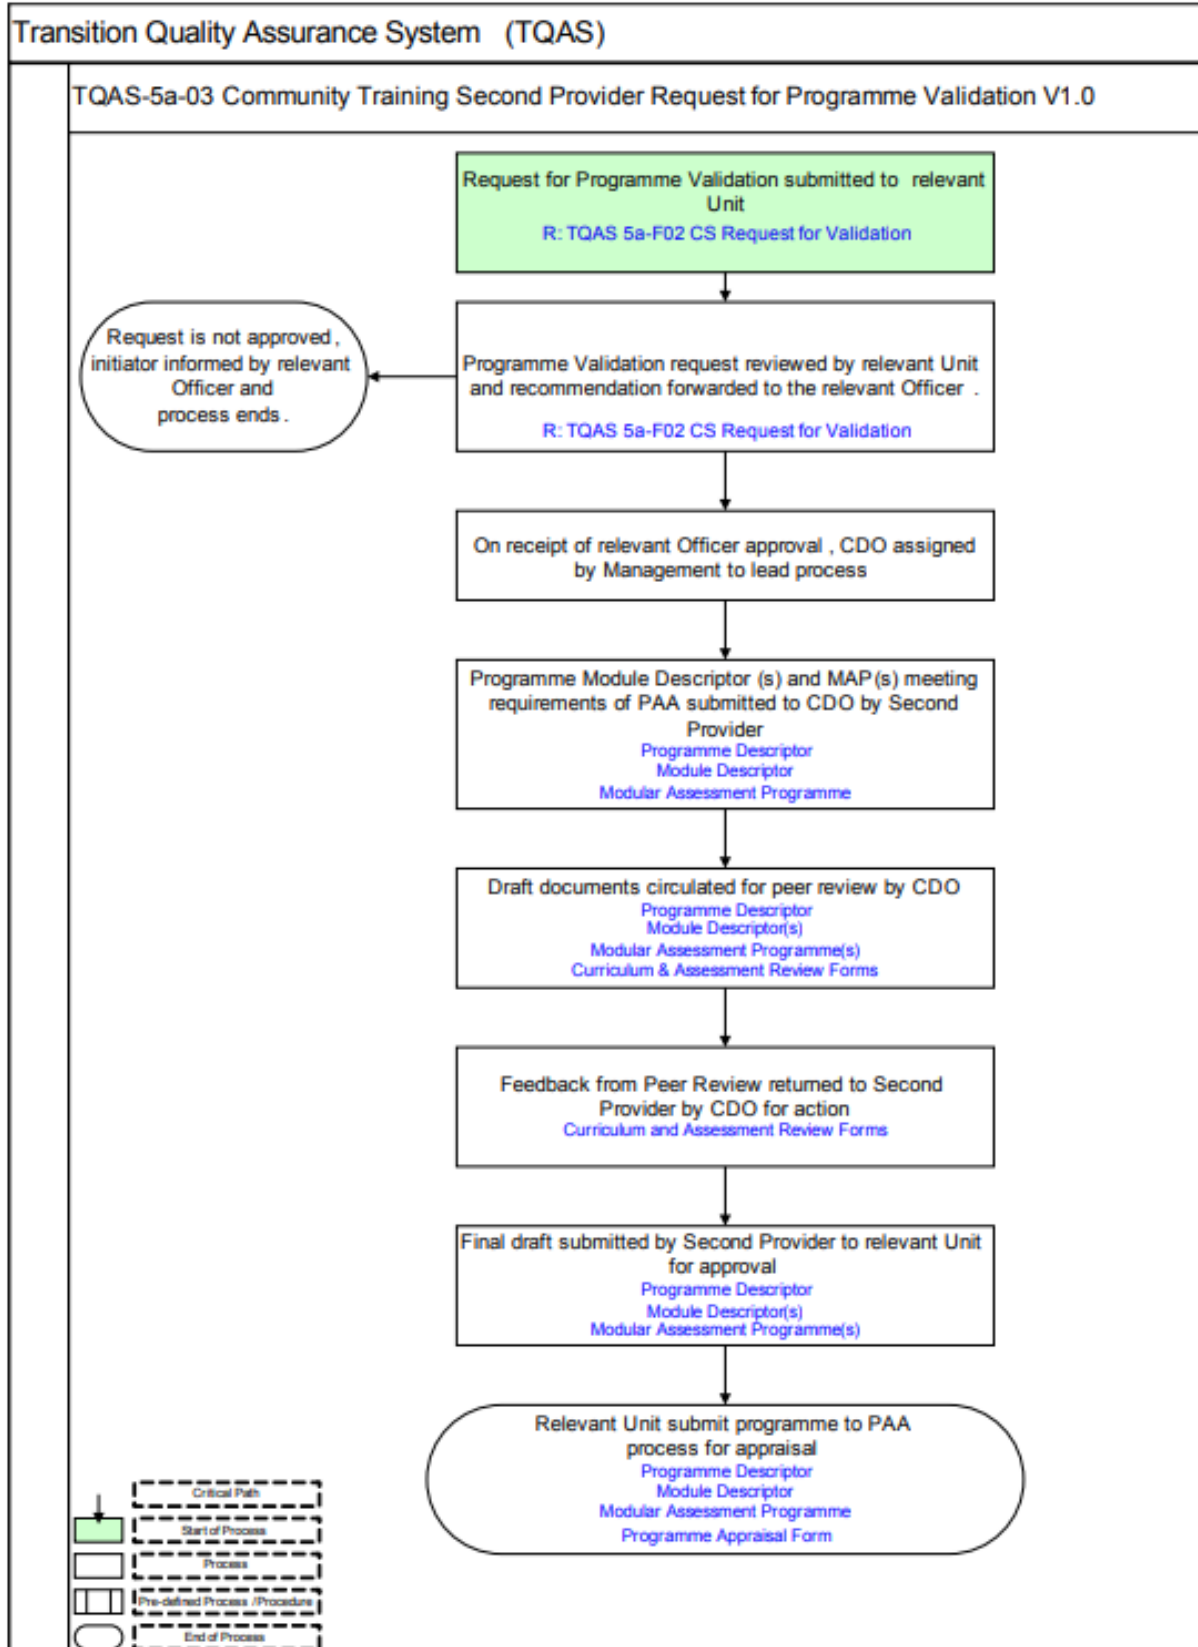 Transition Quality Assurance System (TQAS)
TQAS-5a-03 Community Training Second Provider Request for Programme Validation V1.0
Request for Programme Validation submitted to relevant
Unit
R: TQAS 5a-F02 CS Request for Validation
Request is not approved ,
initiator informed by relevant
Officer and
process ends .
Programme Validation request reviewed by relevant Unit
and recommendation forwarded to the relevant Officer .
R: TQAS 5a-F02 CS Request for Validation
On receipt of relevant Officer approval , CDO assigned
by Management to lead process
Programme Module Descriptor (s) and MAP(s) meeting
requirements of PAA submitted to CDO by Second
Provider
Programme Descriptor
Module Descriptor
Modular Assessment Programme
Draft documents circulated for peer review by CDO
Programme Descriptor
Module Descriptor(s)
Modular Assessment Programme(s)
Curriculum & Assessment Review Forms
Feedback from Peer Review returned to Second
Provider by CDO for action
Curriculum and Assessment Review Forms
Final draft submitted by Second Provider to relevant Unit
for approval
Programme Descriptor
Module Descriptor(s)
Modular Assessment Programme(s)
Relevant Unit submit programme to PAA
process for appraisal
Programme Descriptor
Module Descriptor
Modular Assessment Programme
Programme Appraisal Form
Critical Path
Start of Process
Process
Pre-defined Process /Procedure
End of Process